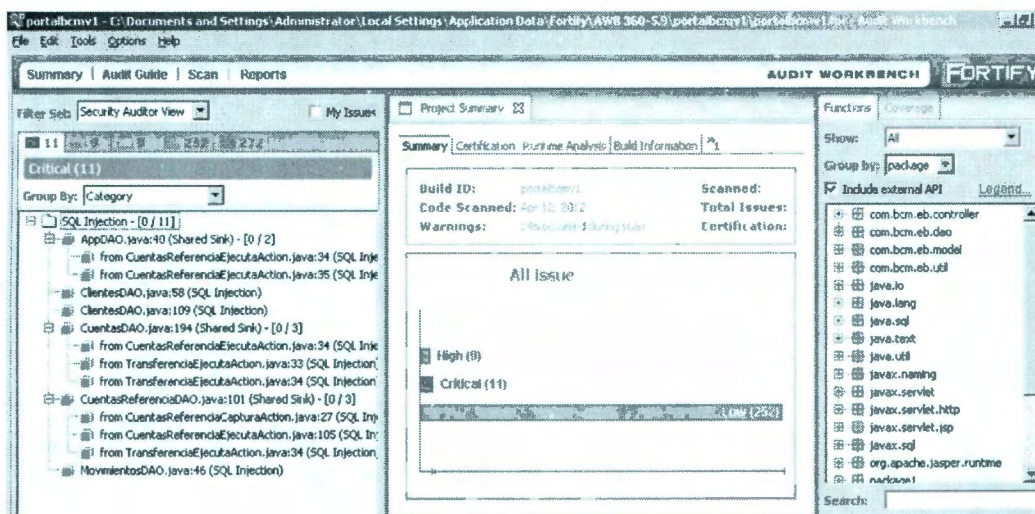 portalbcmv1 - C:\Documents and Settings\Administrator\Local Settings\Application Data\Fortify\AWB 360-5.9\portalbcmv1\
File Edit Tools Options Help
Summary | Audit Guide | Scan | Reports
AUDIT WORKBENCH
FORTIFY
Filter Set: Security Auditor View
My Issues
11
Critical (11)
Group By: Category
SQL Injection - [0 / 11]
AppDAO.java:40 (Shared Sink) - [0 / 2]
from CuentasReferenciaEjecutaAction.java:34 (SQL Inje
from CuentasReferenciaEjecutaAction.java:35 (SQL Inje
ClientesDAO.java:58 (SQL Injection)
ClientesDAO.java:109 (SQL Injection)
CuentasDAO.java:194 (Shared Sink) - [0 / 3]
from CuentasReferenciaEjecutaAction.java:34 (SQL Inje
from TransferenciaEjecutaAction.java:33 (SQL Injection
from TransferenciaEjecutaAction.java:34 (SQL Injection
CuentasReferenciaDAO.java:101 (Shared Sink) - [0 / 3]
from CuentasReferenciaCapturaAction:27 (SQL Inj
from CuentasReferenciaEjecutaAction.java:105 (SQL In
from CuentasReferenciaEjecutaAction.java:34 (SQL Inje
MovimientosDAO.java:46 (SQL Injection)
Project Summary
Summary Certification Runtime Analysis Build Information
Build ID: portalbcmv1
Code Scanned: Apr 12, 2012
Warnings:
Scanned:
Total Issues:
Certification:
All Issue
High (9)
Critical (11)
Functions Coverage
Show: All
Group by: package
Include external API
Legend...
com.bcm.eb.controller
com.bcm.eb.dao
com.bcm.eb.model
com.bcm.eb.util
java.io
java.lang
java.sql
java.text
java.util
javax.naming
javax.servlet
javax.servlet.http
javax.servlet.jsp
javax.sql
org.apache.jasper.runtime
package1
Search: